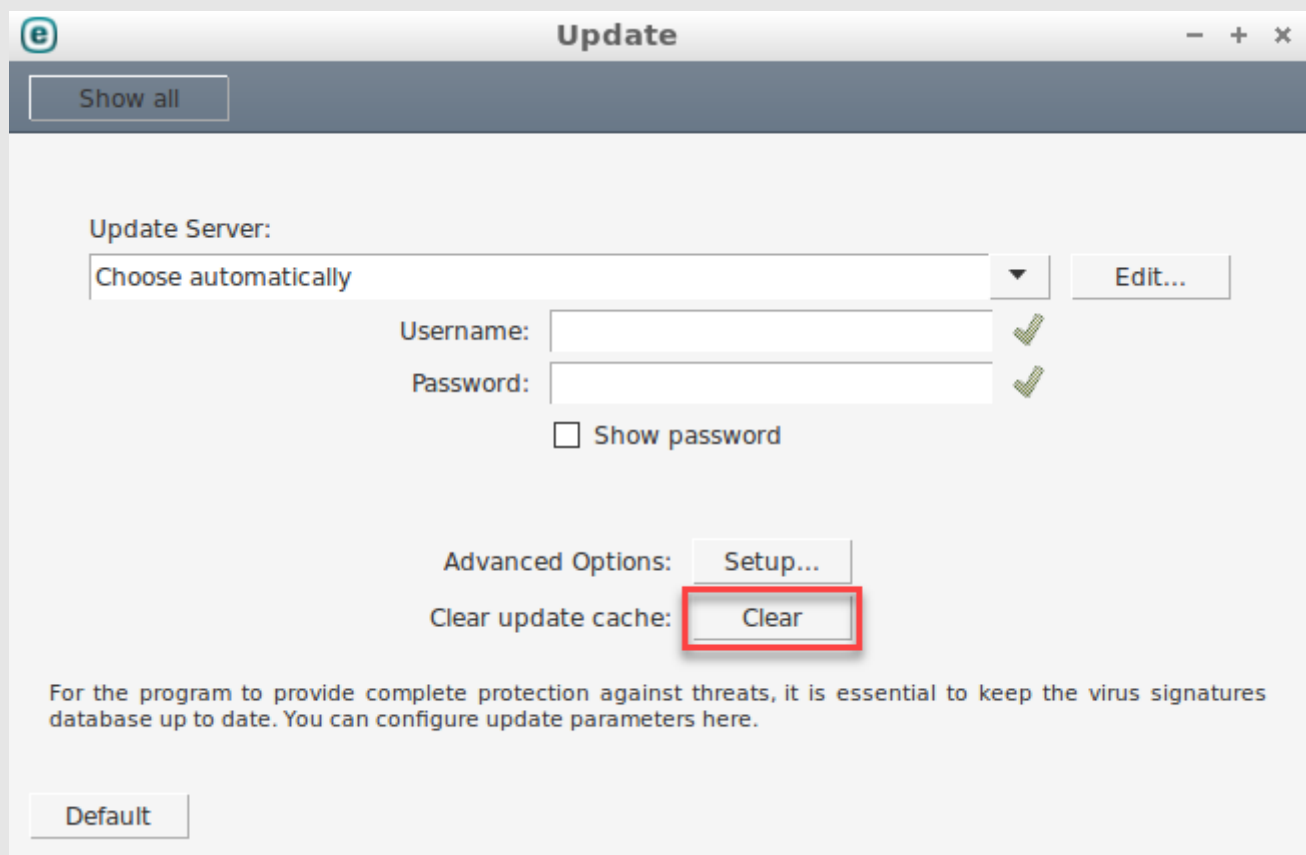 e
Update
Show all
Update Server:
Choose automatically
Edit...
Username:
Password:
Show password
Advanced Options:
Setup...
Clear update cache:
Clear
For the program to provide complete protection against threats, it is essential to keep the virus signatures
database up to date. You can configure update parameters here.
Default